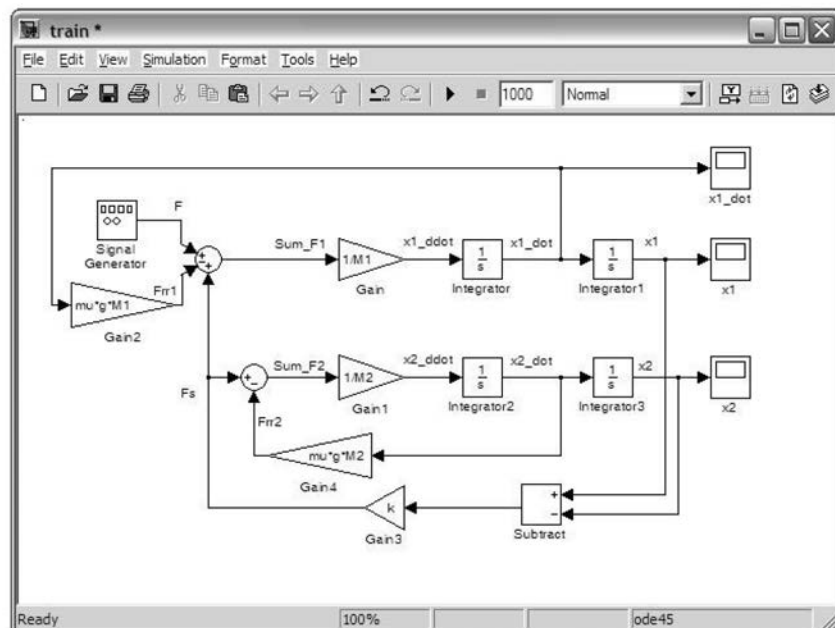 train *
File Edit View Simulation Format Tools Help
1000 Normal
x1_dot
F
Signal
Generator
Sum_F1
1/M1
Gain
x1_ddot
1
s
Integrator
x1_dot
1
s
Integrator1
x1
x1
Frr1
mu*g*M1
Gain2
Fs
Sum_F2
1/M2
Gain1
x2_ddot
1
s
Integrator2
x2_dot
1
s
Integrator3
x2
x2
Frr2
mu*g*M2
Gain4
k
Gain3
Subtract
Ready 100% ode45